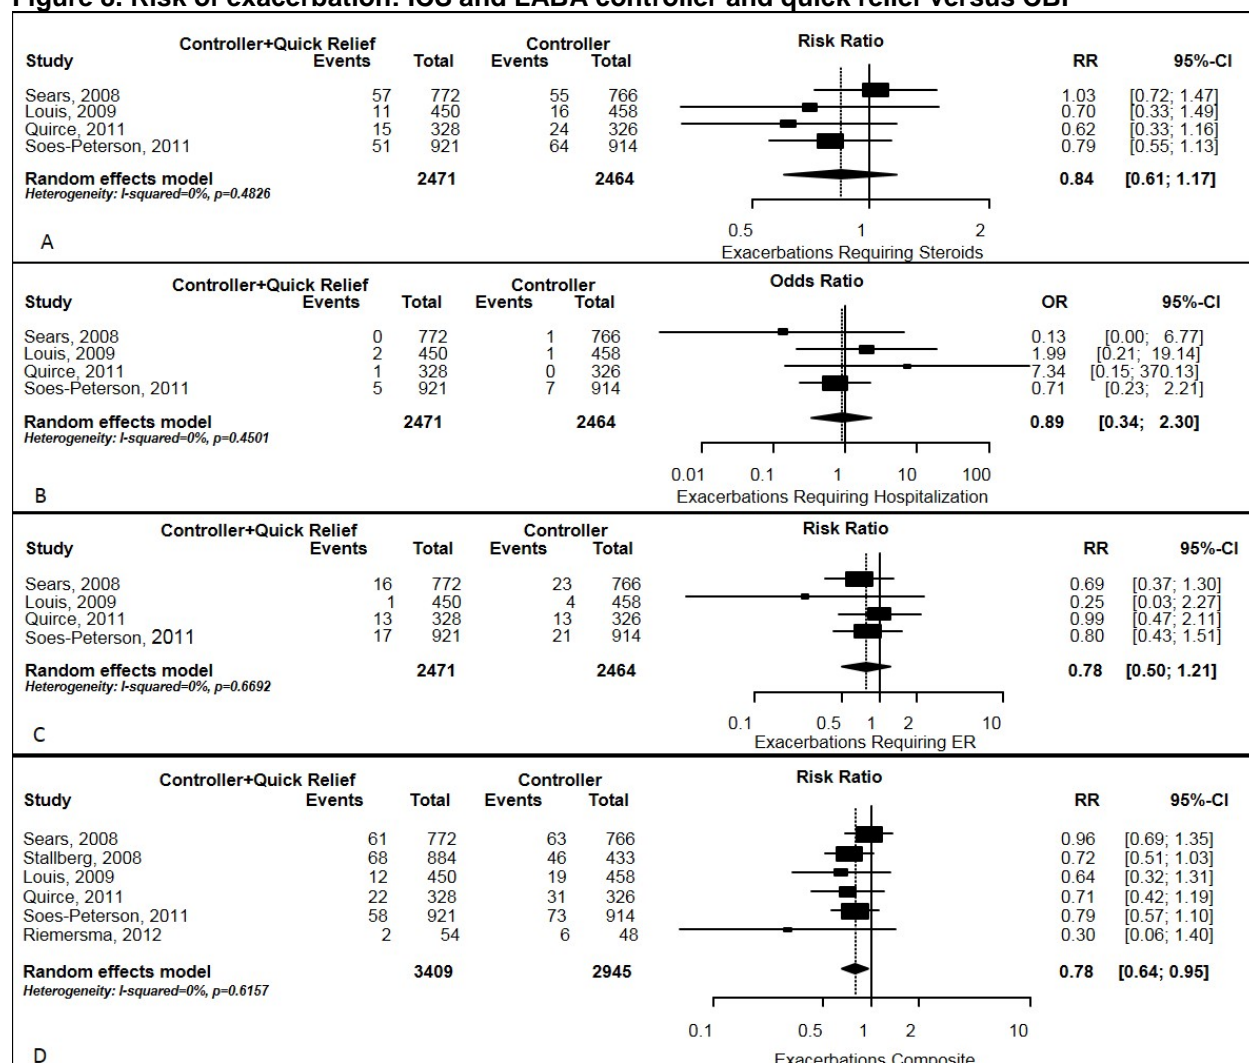 Figure 8. Risk of exacerbation: ICS and LABA controller and quick relief versus CBP
Controller+Quick Relief Controller Risk Ratio
Study Events Total Events Total RR 95%-CI
Sears, 2008 57 772 55 766 1.03 [0.72; 1.47]
Louis, 2009 11 450 16 458 0.70 [0.33; 1.49]
Quirce, 2011 15 328 24 326 0.62 [0.33; 1.16]
Soes-Peterson, 2011 51 921 64 914 0.79 [0.55; 1.13]
Random effects model 2471 2464 0.84 [0.61; 1.17]
Heterogeneity: I-squared=0%, p=0.4826
0.5 1 2
A
Exacerbations Requiring Steroids
Controller+Quick Relief Controller Odds Ratio
Study Events Total Events Total OR 95%-CI
Sears, 2008 0 772 1 766 0.13 [0.00; 6.77]
Louis, 2009 2 450 1 458 1.99 [0.21; 19.14]
Quirce, 2011 1 328 0 326 7.34 [0.15; 370.13]
Soes-Peterson, 2011 5 921 7 914 0.71 [0.23; 2.21]
Random effects model 2471 2464 0.89 [0.34; 2.30]
Heterogeneity: I-squared=0%, p=0.4501
0.01 0.1 1 10 100
B Exacerbations Requiring Hospitalization
Controller+Quick Relief Controller Risk Ratio
Study Events Total Events Total RR 95%-CI
Sears, 2008 16 772 23 766 0.69 [0.37; 1.30]
Louis, 2009 1 450 4 458 0.25 [0.03; 2.27]
Quirce, 2011 13 328 13 326 0.99 [0.47; 2.11]
Soes-Peterson, 2011 17 921 21 914 0.80 [0.43; 1.51]
Random effects model 2471 2464 0.78 [0.50; 1.21]
Heterogeneity: I-squared=0%, p=0.6692
0.1 0.5 1 2 10
C Exacerbations Requiring ER
Controller+Quick Relief Controller Risk Ratio
Study Events Total Events Total RR 95%-CI
Sears, 2008 61 772 63 766 0.96 [0.69; 1.35]
Stallberg, 2008 68 884 46 433 0.72 [0.51; 1.03]
Louis, 2009 12 450 19 458 0.64 [0.32; 1.31]
Quirce, 2011 22 328 31 326 0.71 [0.42; 1.19]
Soes-Peterson, 2011 58 921 73 914 0.79 [0.57; 1.10]
Riemersma, 2012 2 54 6 48 0.30 [0.06; 1.40]
Random effects model 3409 2945 0.78 [0.64; 0.95]
Heterogeneity: I-squared=0%, p=0.6157
0.1 0.5 1 2 10
D Exacerbations Composite